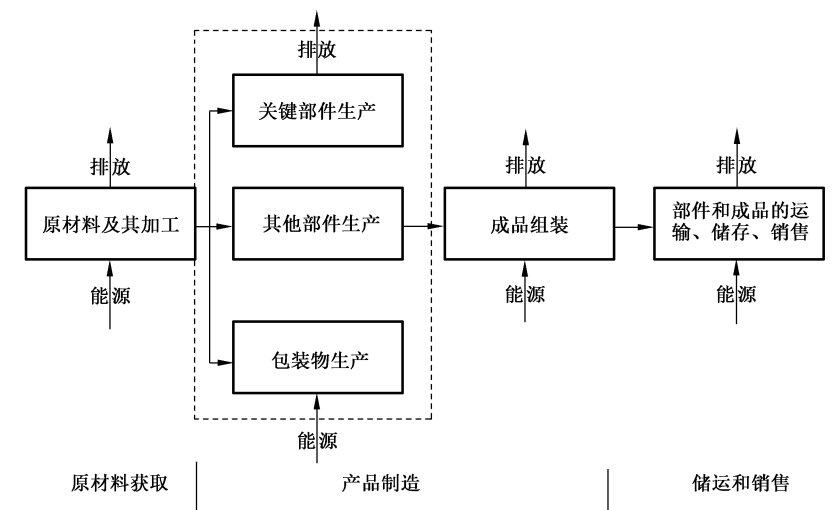 排放
关键部件生产
排放
排放
排放
原材料及其加工
其他部件生产
成品组装
部件和成品的运
输、储存、销售
能源
能源
能源
包装物生产
能源
原材料获取
产品制造
储运和销售